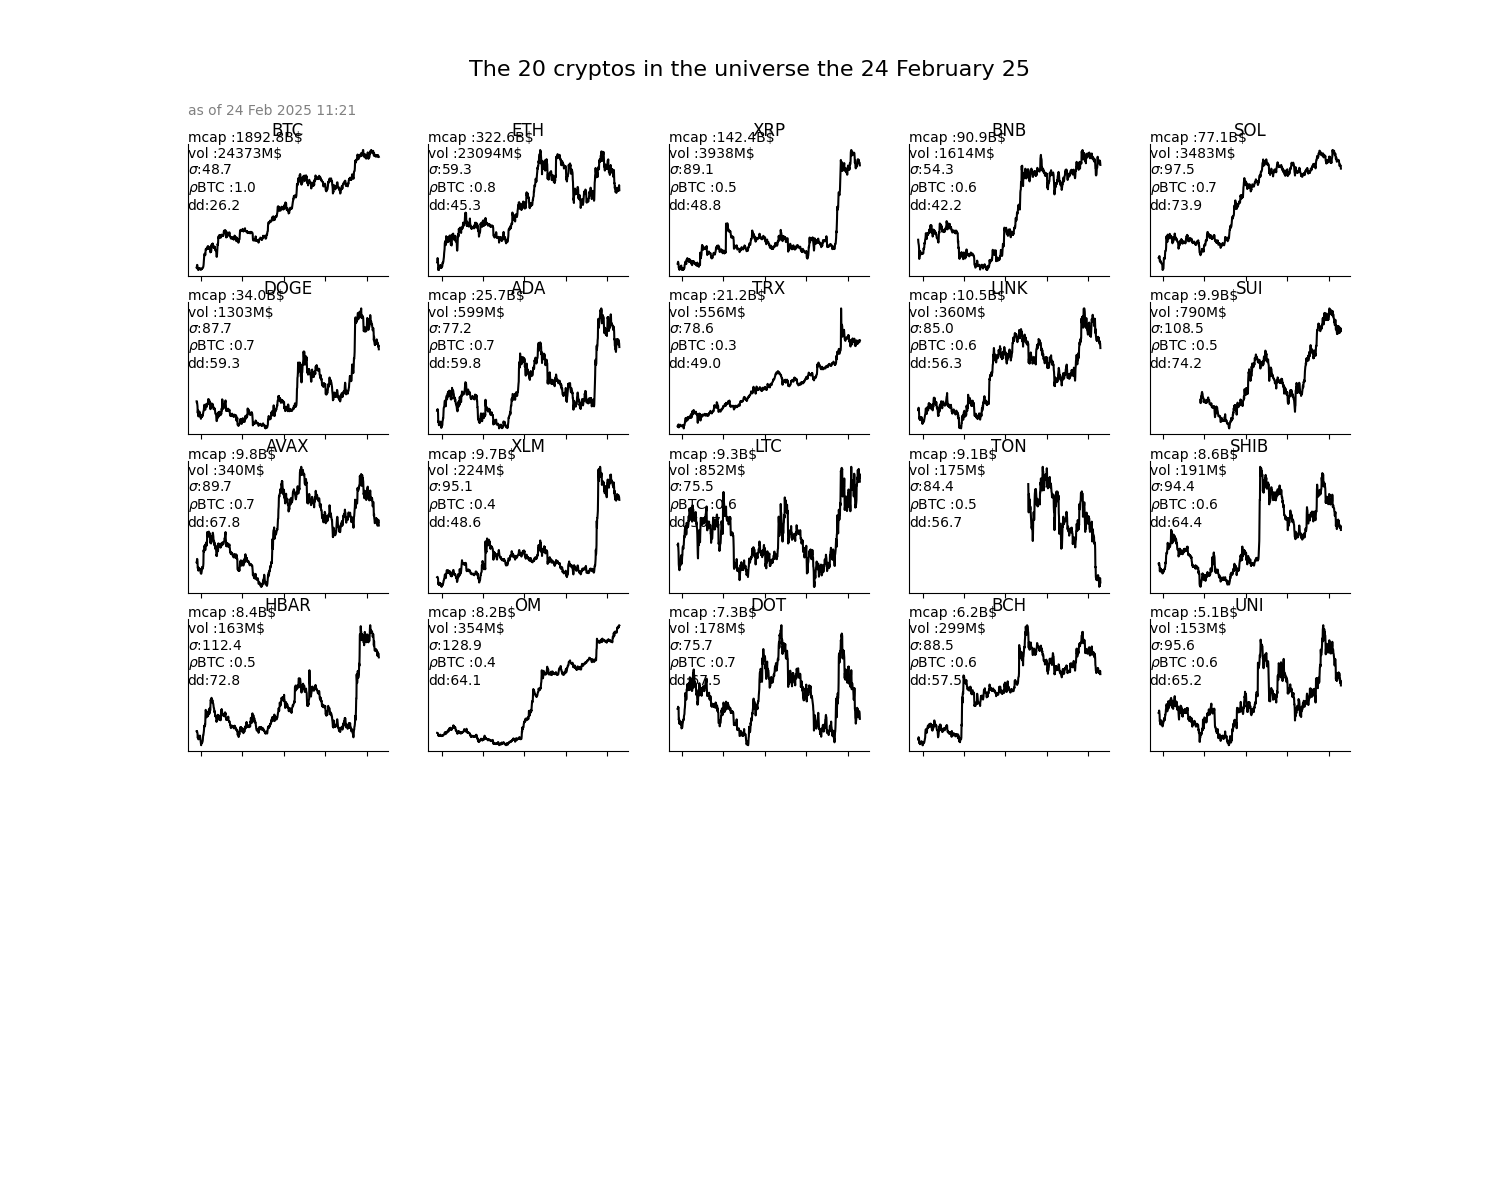 The 20 cryptos in the universe the 24 February 25
as of 24 Feb 2025 11:21
BTC
mcap :1892.8B$
vol :24373M$
σ:48.7
ρBTC :1.0
dd:26.2
ETH
mcap :322.6B$
vol :23094M$
σ:59.3
ρBTC :0.8
dd:45.3
XRP
mcap :142.4B$
vol :3938M$
σ:89.1
ρBTC :0.5
dd:48.8
BNB
mcap :90.9B$
vol :1614M$
σ:54.3
ρBTC :0.6
dd:42.2
SOL
mcap :77.1B$
vol :3483M$
σ:97.5
ρBTC :0.7
dd:73.9
DOGE
mcap :34.0B$
vol :1303M$
σ:87.7
ρBTC :0.7
dd:59.3
ADA
mcap :25.7B$
vol :599M$
σ:77.2
ρBTC :0.7
dd:59.8
TRX
mcap :21.2B$
vol :556M$
σ:78.6
ρBTC :0.3
dd:49.0
LINK
mcap :10.5B$
vol :360M$
σ:85.0
ρBTC :0.6
dd:56.3
SUI
mcap :9.9B$
vol :790M$
σ:108.5
ρBTC :0.5
dd:74.2
AVAX
mcap :9.8B$
vol :340M$
σ:89.7
ρBTC :0.7
dd:67.8
XLM
mcap :9.7B$
vol :224M$
σ:95.1
ρBTC :0.4
dd:48.6
LTC
mcap :9.3B$
vol :852M$
σ:75.5
ρBTC :0.6
TON
mcap :9.1B$
vol :175M$
σ:84.4
ρBTC :0.5
dd:56.7
SHIB
mcap :8.6B$
vol :191M$
σ:94.4
ρBTC :0.6
dd:64.4
HBAR
mcap :8.4B$
vol :163M$
σ:112.4
ρBTC :0.5
dd:72.8
OM
mcap :8.2B$
vol :354M$
σ:128.9
ρBTC :0.4
dd:64.1
DOT
mcap :7.3B$
vol :178M$
σ:75.7
ρBTC :0.7
dd:57.5
BCH
mcap :6.2B$
vol :299M$
σ:88.5
ρBTC :0.6
dd:57.5
UNI
mcap :5.1B$
vol :153M$
σ:95.6
ρBTC :0.6
dd:65.2